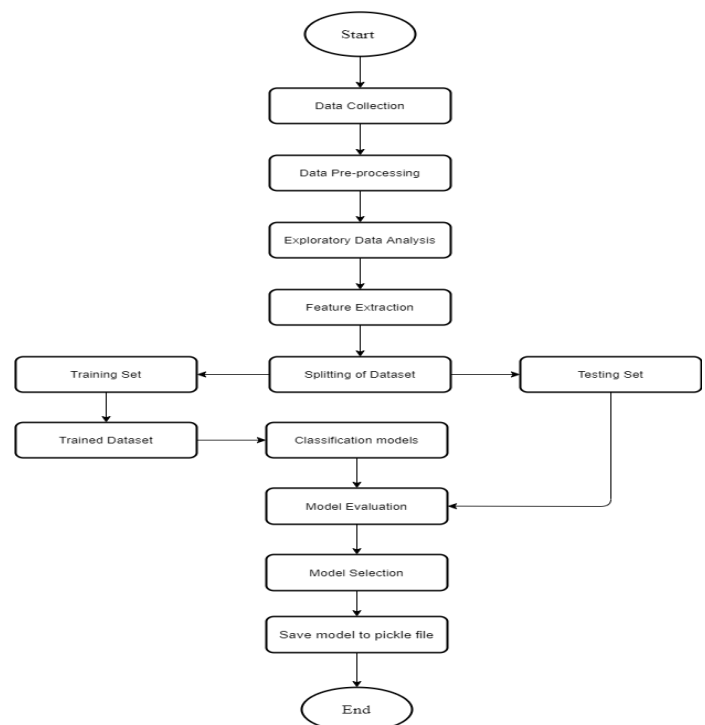 Start
Data Collection
Data Pre-processing
Exploratory Data Analysis
Feature Extraction
Training Set
Splitting of Dataset
Testing Set
Trained Dataset
Classification models
Model Evaluation
Model Selection
Save model to pickle file
End